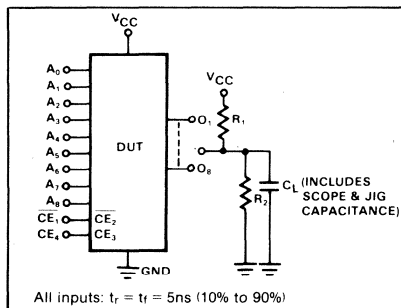 VCC
A0
A1
A2
A3
A4
A5
A6
A7
A8
CE1
CE4
DUT
CE2
CE3
O1
O8
GND
VCC
R1
R2
CL (INCLUDES
SCOPE & JIG
CAPACITANCE)
All inputs: tr = tf = 5ns (10% to 90%)